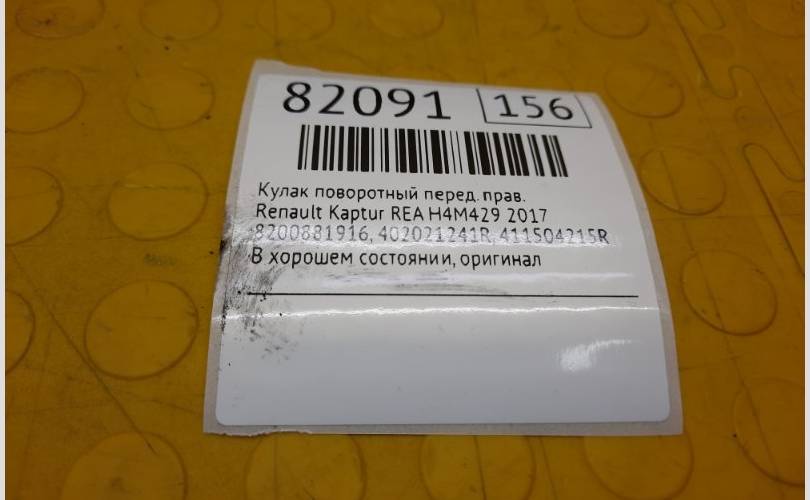 82091 156
Кулак поворотный перед. прав.
Renault Kaptur REA H4M429 2017
8200881916, 402021241R, 411504215R
В хорошем состоянии, оригинал